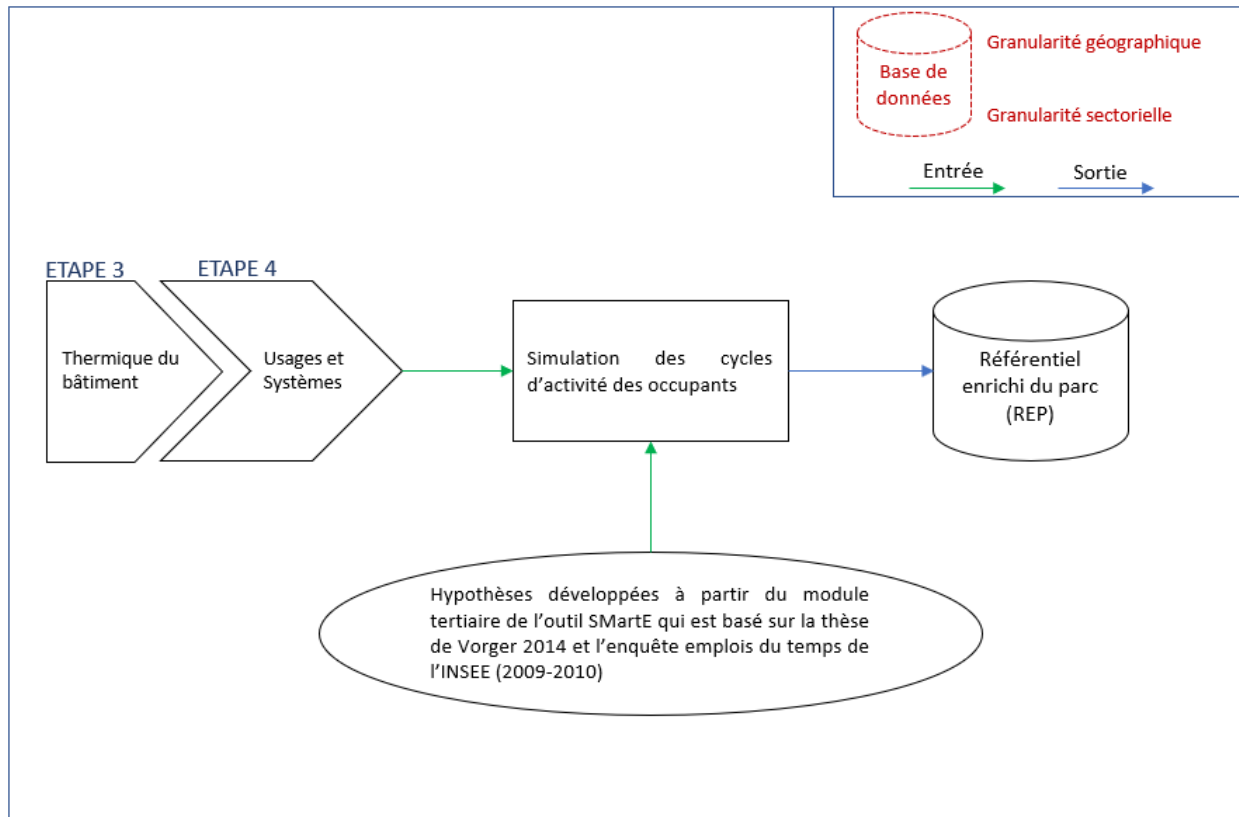 Base de
données
Granularité géographique
Granularité sectorielle
Entrée
Sortie
ETAPE 3
ETAPE 4
Thermique du
bâtiment
Usages et
Systèmes
Simulation des cycles
d'activité des occupants
Référentiel
enrichi du parc
(REP)
Hypothèses développées à partir du module
tertiaire de l'outil SMartE qui est basé sur la thèse
de Vorger 2014 et l'enquête emplois du temps de
l'INSEE (2009-2010)